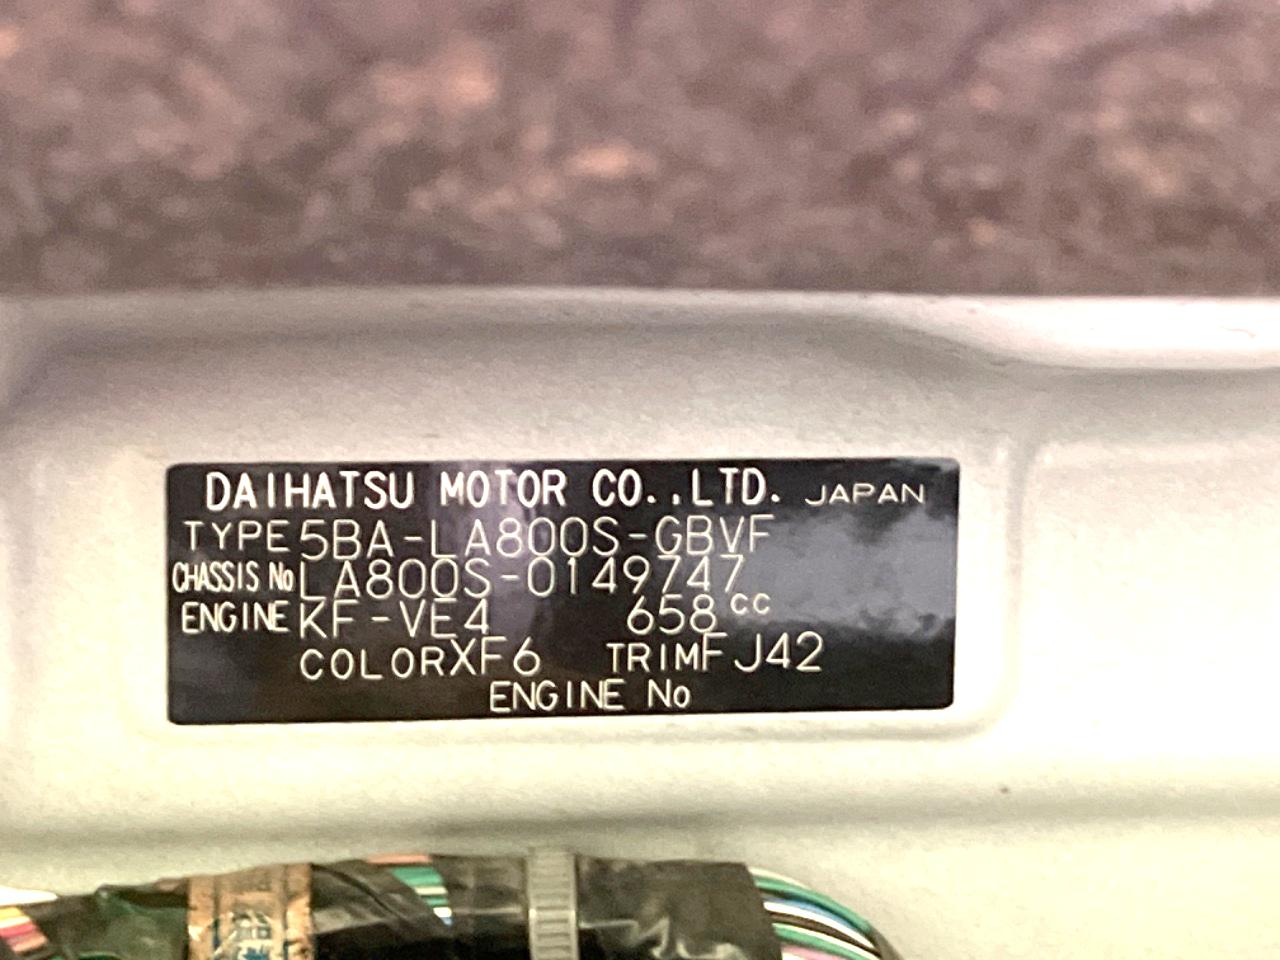 DAIHATSU MOTOR CO.,LTD. JAPAN
TYPE 5BA-LA800S-GBVF
CHASSIS No LA800S-0149747
ENGINE KF-VE4 658 cc
COLOR XF6 TRIM FJ42
ENGINE No